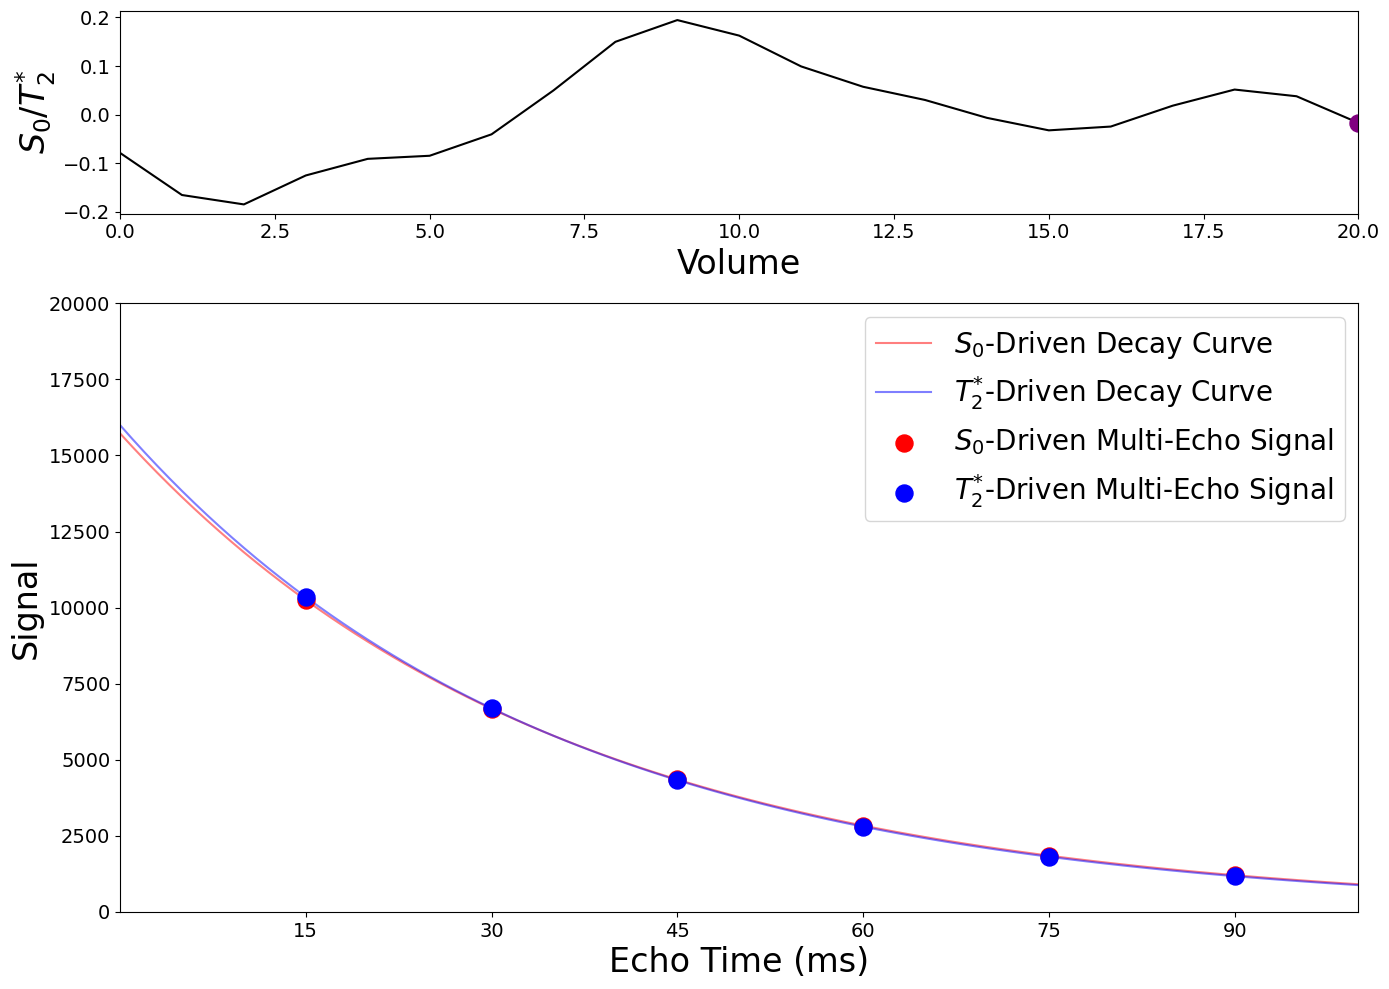 0.2
0.1
0.0
−0.1
−0.2
S₀/T₂*
0.0 2.5 5.0 7.5 10.0 12.5 15.0 17.5 20.0
Volume
20000
17500
15000
12500
10000
7500
5000
2500
0
Signal
S₀-Driven Decay Curve
T₂*-Driven Decay Curve
S₀-Driven Multi-Echo Signal
T₂*-Driven Multi-Echo Signal
15 30 45 60 75 90
Echo Time (ms)